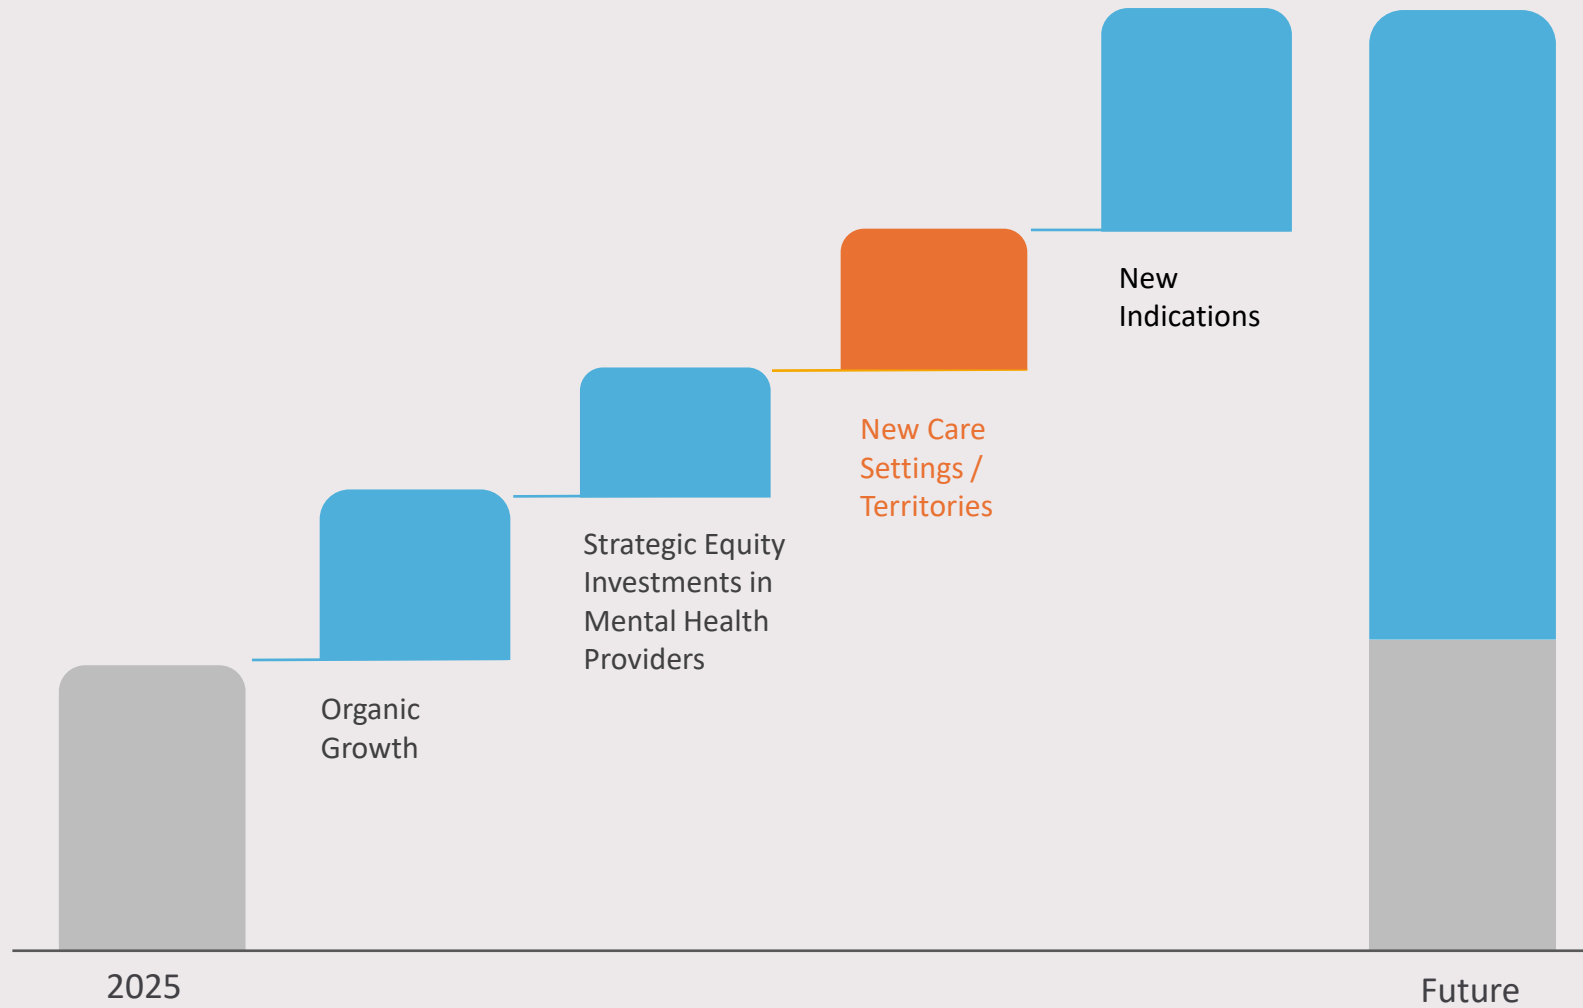 New
Indications
New Care
Settings /
Territories
Strategic Equity
Investments in
Mental Health
Providers
Organic
Growth
2025
Future